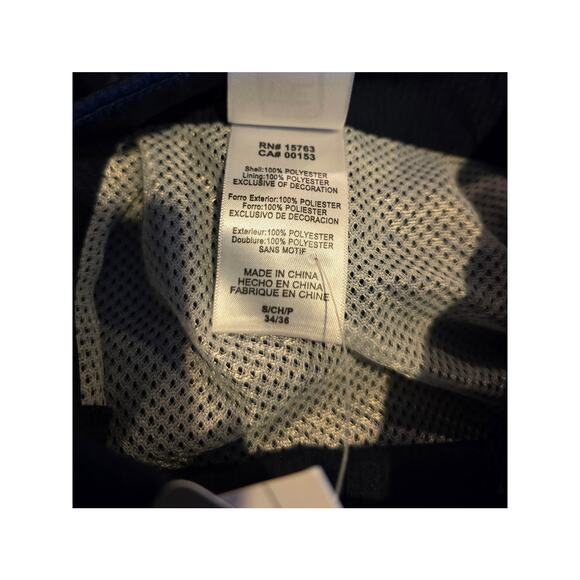 RN# 15763
CA# 00153
Shell:100% POLYESTER
Lining:100% POLYESTER
EXCLUSIVE OF DECORATION
Forro Exterior:100% POLIESTER
Forro:100% POLIESTER
EXCLUSIVO DE DECORACION
Exterieur:100% POLYESTER
Doublure:100% POLYESTER
SANS MOTIF
MADE IN CHINA
HECHO EN CHINA
FABRIQUE EN CHINE
S/CH/P
34/36